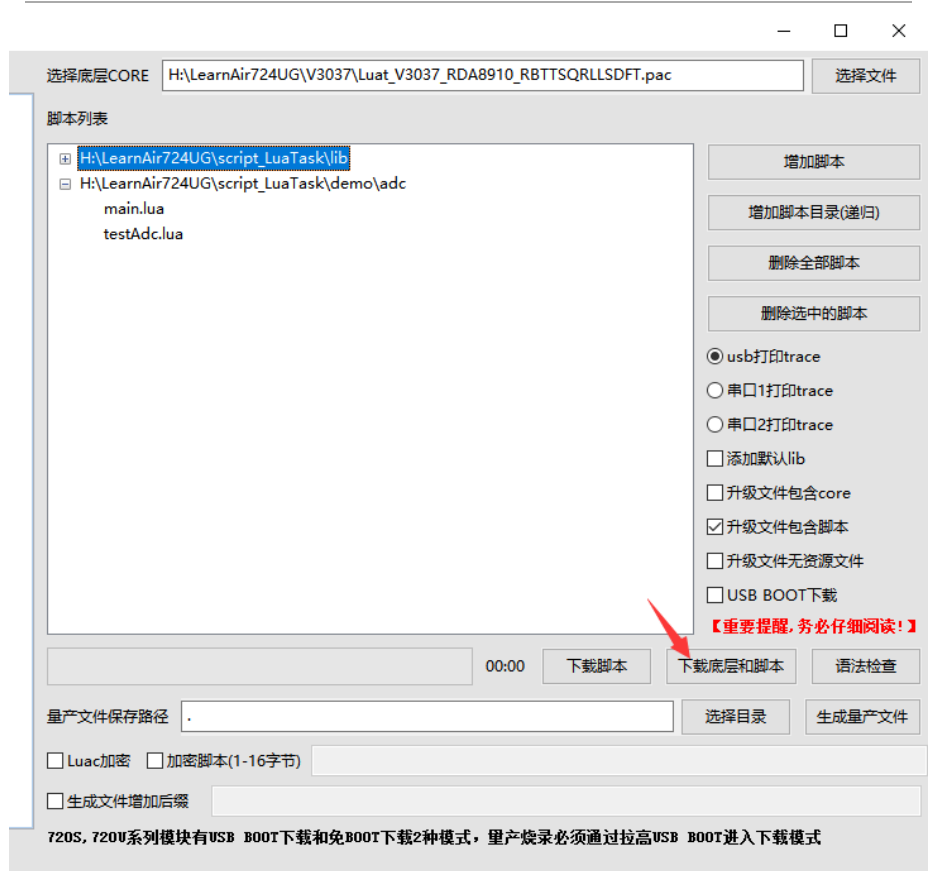 选择底层CORE H:\LearnAir724UG\V3037\Luat_V3037_RDA8910_RBTTSQRLLSDFT.pac 选择文件
脚本列表
H:\LearnAir724UG\script_LuaTask\lib
H:\LearnAir724UG\script_LuaTask\demo\adc
main.lua
testAdc.lua
增加脚本
增加脚本目录(递归)
删除全部脚本
删除选中的脚本
usb打印trace
串口1打印trace
串口2打印trace
添加默认lib
升级文件包含core
升级文件包含脚本
升级文件无资源文件
USB BOOT下载
【重要提醒,务必仔细阅读!】
00:00 下载脚本 下载底层和脚本 语法检查
量产文件保存路径 . 选择目录 生成量产文件
Luac加密 加密脚本(1-16字节)
生成文件增加后缀
720S,720U系列模块有USB BOOT下载和免BOOT下载2种模式，量产烧录必须通过拉高USB BOOT进入下载模式